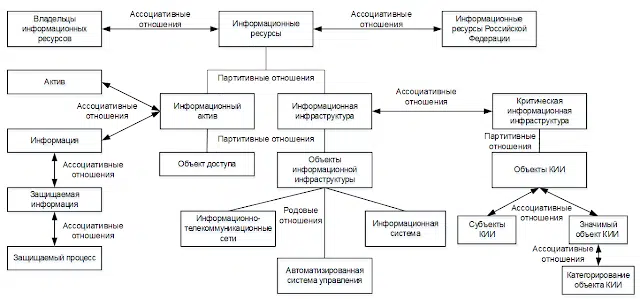 Владельцы
информационных
ресурсов
Ассоциативные
отношения
Информационные
ресурсы
Ассоциативные
отношения
Информационные
ресурсы Российской
Федерации
Партитивные отношения
Актив
Ассоциативные
отношения
Информационный
актив
Информационная
инфраструктура
Ассоциативные
отношения
Критическая
информационная
инфраструктура
Информация
Партитивные отношения
Партитивные
отношения
Ассоциативные
отношения
Объект доступа
Объекты
информационной
инфраструктуры
Объекты КИИ
Защищаемая
информация
Ассоциативные
отношения
Информационно-
телекоммуникационные
сети
Родовые
отношения
Информационная
система
Ассоциативные
отношения
Субъекты
КИИ
Значимый
объект КИИ
Защищаемый процесс
Автоматизированная
система управления
Ассоциативные
отношения
Категорирование
объекта КИИ